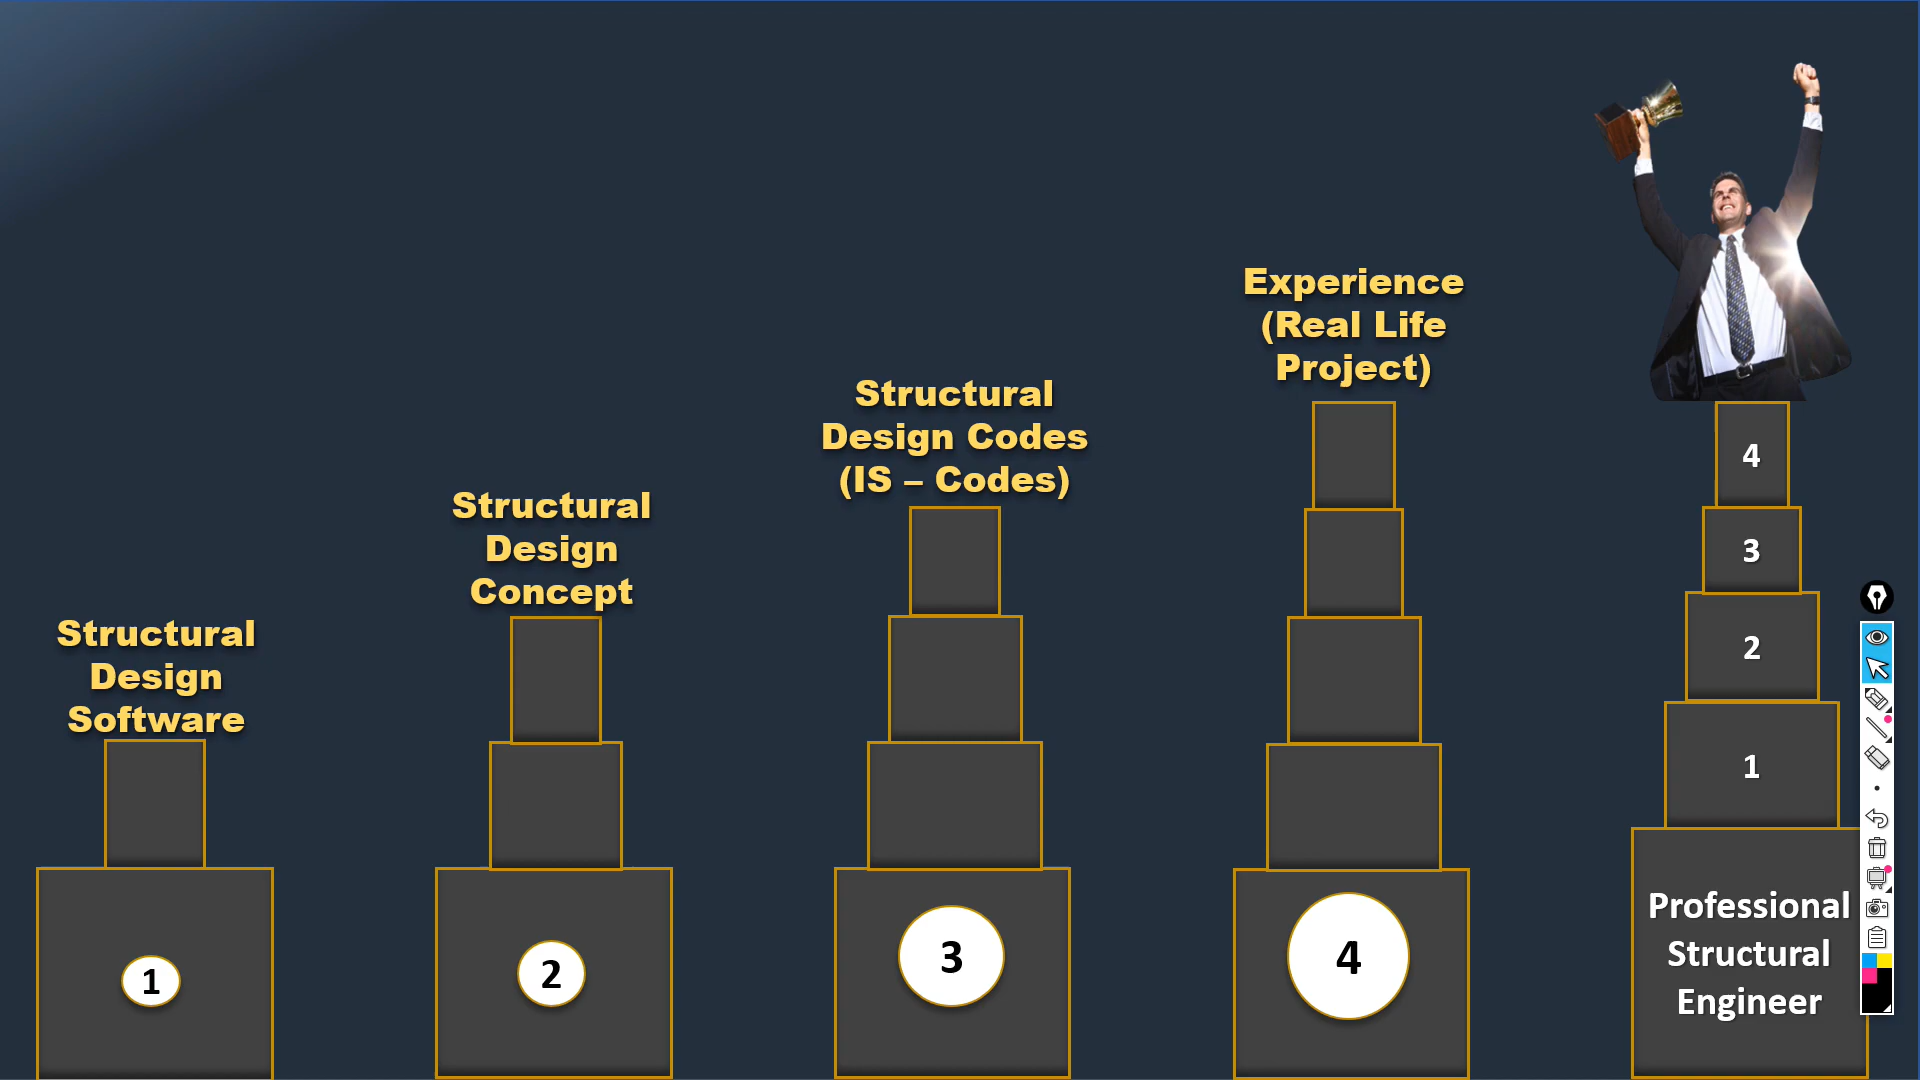 Structural
Design
Software
1
Structural
Design
Concept
2
Structural
Design Codes
(IS – Codes)
3
Experience
(Real Life
Project)
4
4
3
2
1
Professional
Structural
Engineer